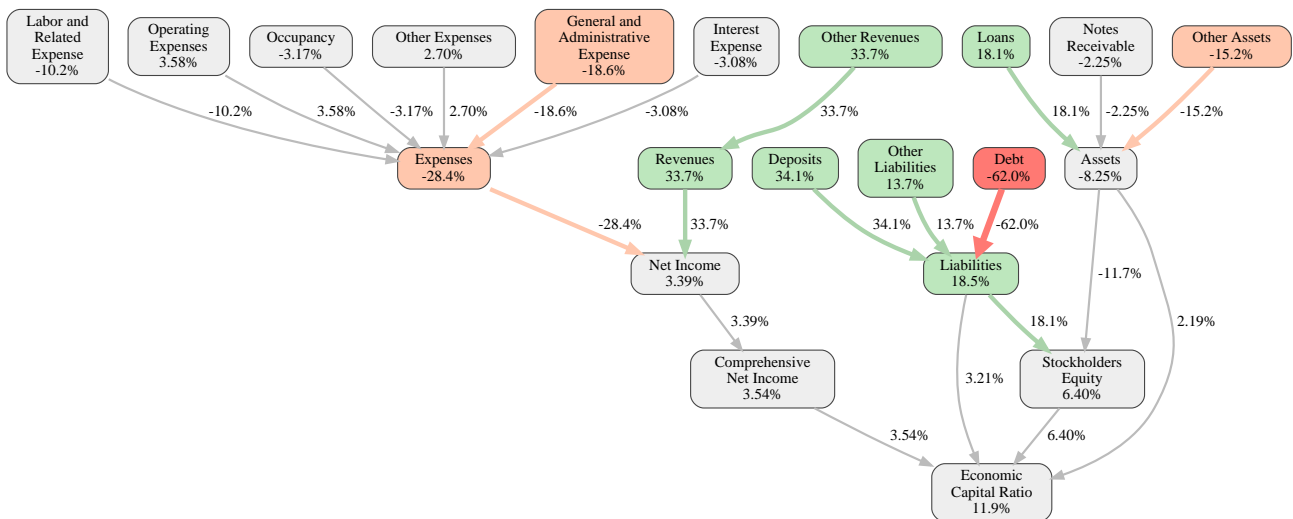 Labor and
Related
Expense
-10.2%
Operating
Expenses
3.58%
Occupancy
-3.17%
Other Expenses
2.70%
General and
Administrative
Expense
-18.6%
Interest
Expense
-3.08%
Other Revenues
33.7%
Loans
18.1%
Notes
Receivable
-2.25%
Other Assets
-15.2%
-10.2%
3.58%
-3.17%
2.70%
-18.6%
-3.08%
33.7%
18.1%
-2.25%
-15.2%
Expenses
-28.4%
Revenues
33.7%
Deposits
34.1%
Other
Liabilities
13.7%
Debt
-62.0%
Assets
-8.25%
-28.4%
33.7%
34.1%
13.7%
-62.0%
Net Income
3.39%
Liabilities
18.5%
-11.7%
3.39%
18.1%
2.19%
Comprehensive
Net Income
3.54%
3.21%
Stockholders
Equity
6.40%
3.54%
6.40%
Economic
Capital Ratio
11.9%